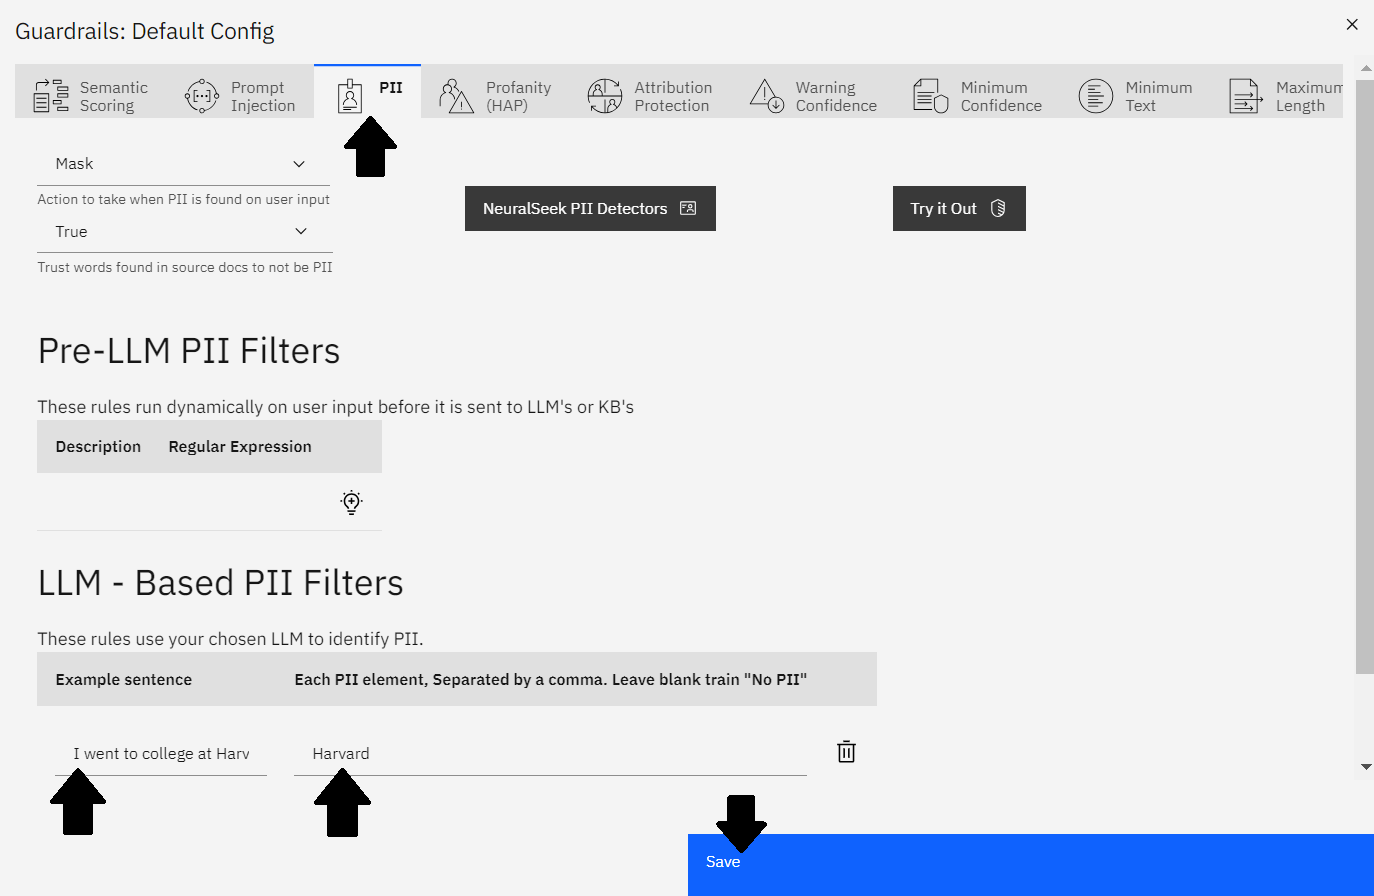 Guardrails: Default Config
Semantic
Scoring
Prompt
Injection
PII
Profanity
(HAP)
Attribution
Protection
Warning
Confidence
Minimum
Confidence
Minimum
Text
Maximum
Length
Mask
Action to take when PII is found on user input
True
Trust words found in source docs to not be PII
NeuralSeek PII Detectors
Try it Out
Pre-LLM PII Filters
These rules run dynamically on user input before it is sent to LLM's or KB's
Description Regular Expression
LLM - Based PII Filters
These rules use your chosen LLM to identify PII.
Example sentence Each PII element, Separated by a comma. Leave blank train "No PII"
I went to college at Harv Harvard
Save